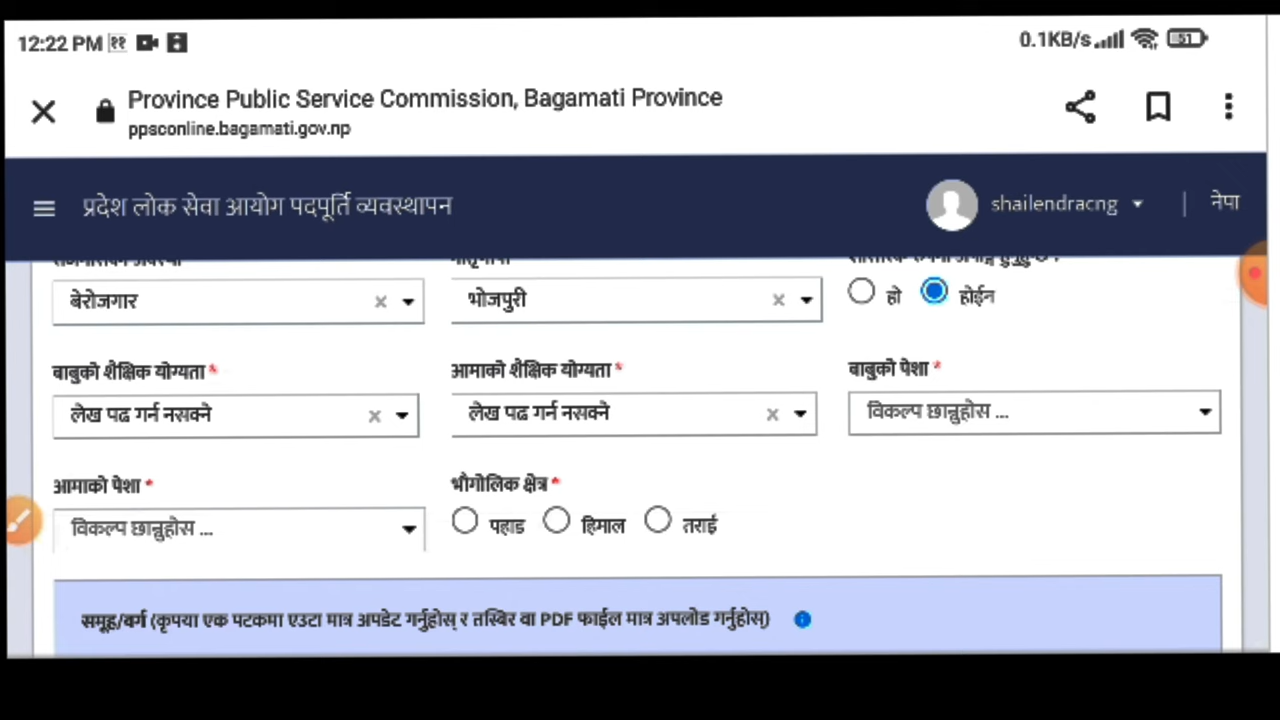 12:22 PM
0.1KB/s
51
Province Public Service Commission, Bagamati Province
ppsconline.bagamati.gov.np
प्रदेश लोक सेवा आयोग पदपूर्ति व्यवस्थापन
shailendracng
नेपा
बेरोजगार
भोजपुरी
हो होईन
बाबुको शैक्षिक योग्यता *
आमाको शैक्षिक योग्यता *
बाबुको पेशा *
लेख पढ गर्न नसक्ने
लेख पढ गर्न नसक्ने
विकल्प छान्नुहोस ...
आमाको पेशा *
भौगोलिक क्षेत्र *
विकल्प छान्नुहोस ...
पहाड हिमाल तराई
समूह/वर्ग (कृपया एक पटकमा एउटा मात्र अपडेट गर्नुहोस् र तस्बिर वा PDF फाईल मात्र अपलोड गर्नुहोस्)